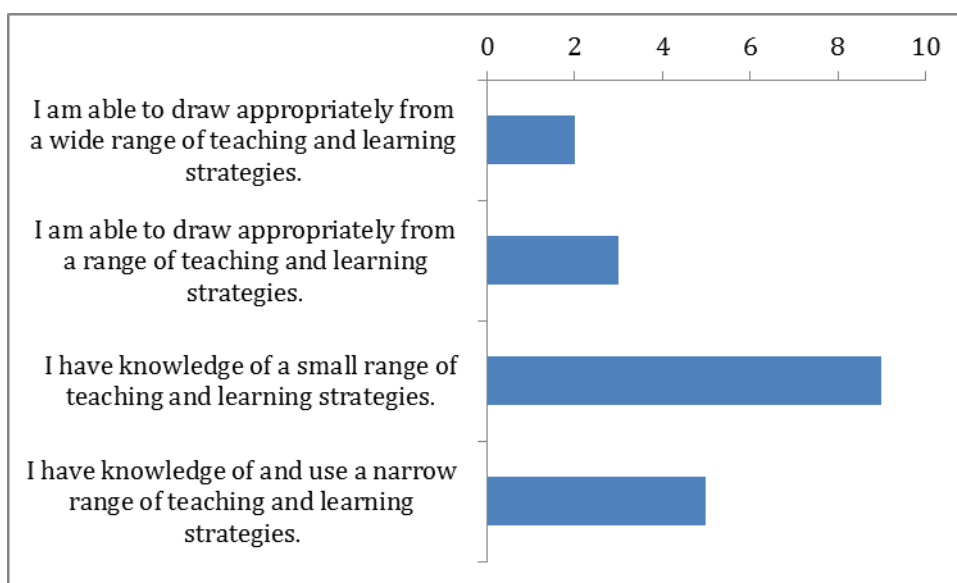 0 2 4 6 8 10
I am able to draw appropriately from
a wide range of teaching and learning
strategies.
I am able to draw appropriately from
a range of teaching and learning
strategies.
I have knowledge of a small range of
teaching and learning strategies.
I have knowledge of and use a narrow
range of teaching and learning
strategies.